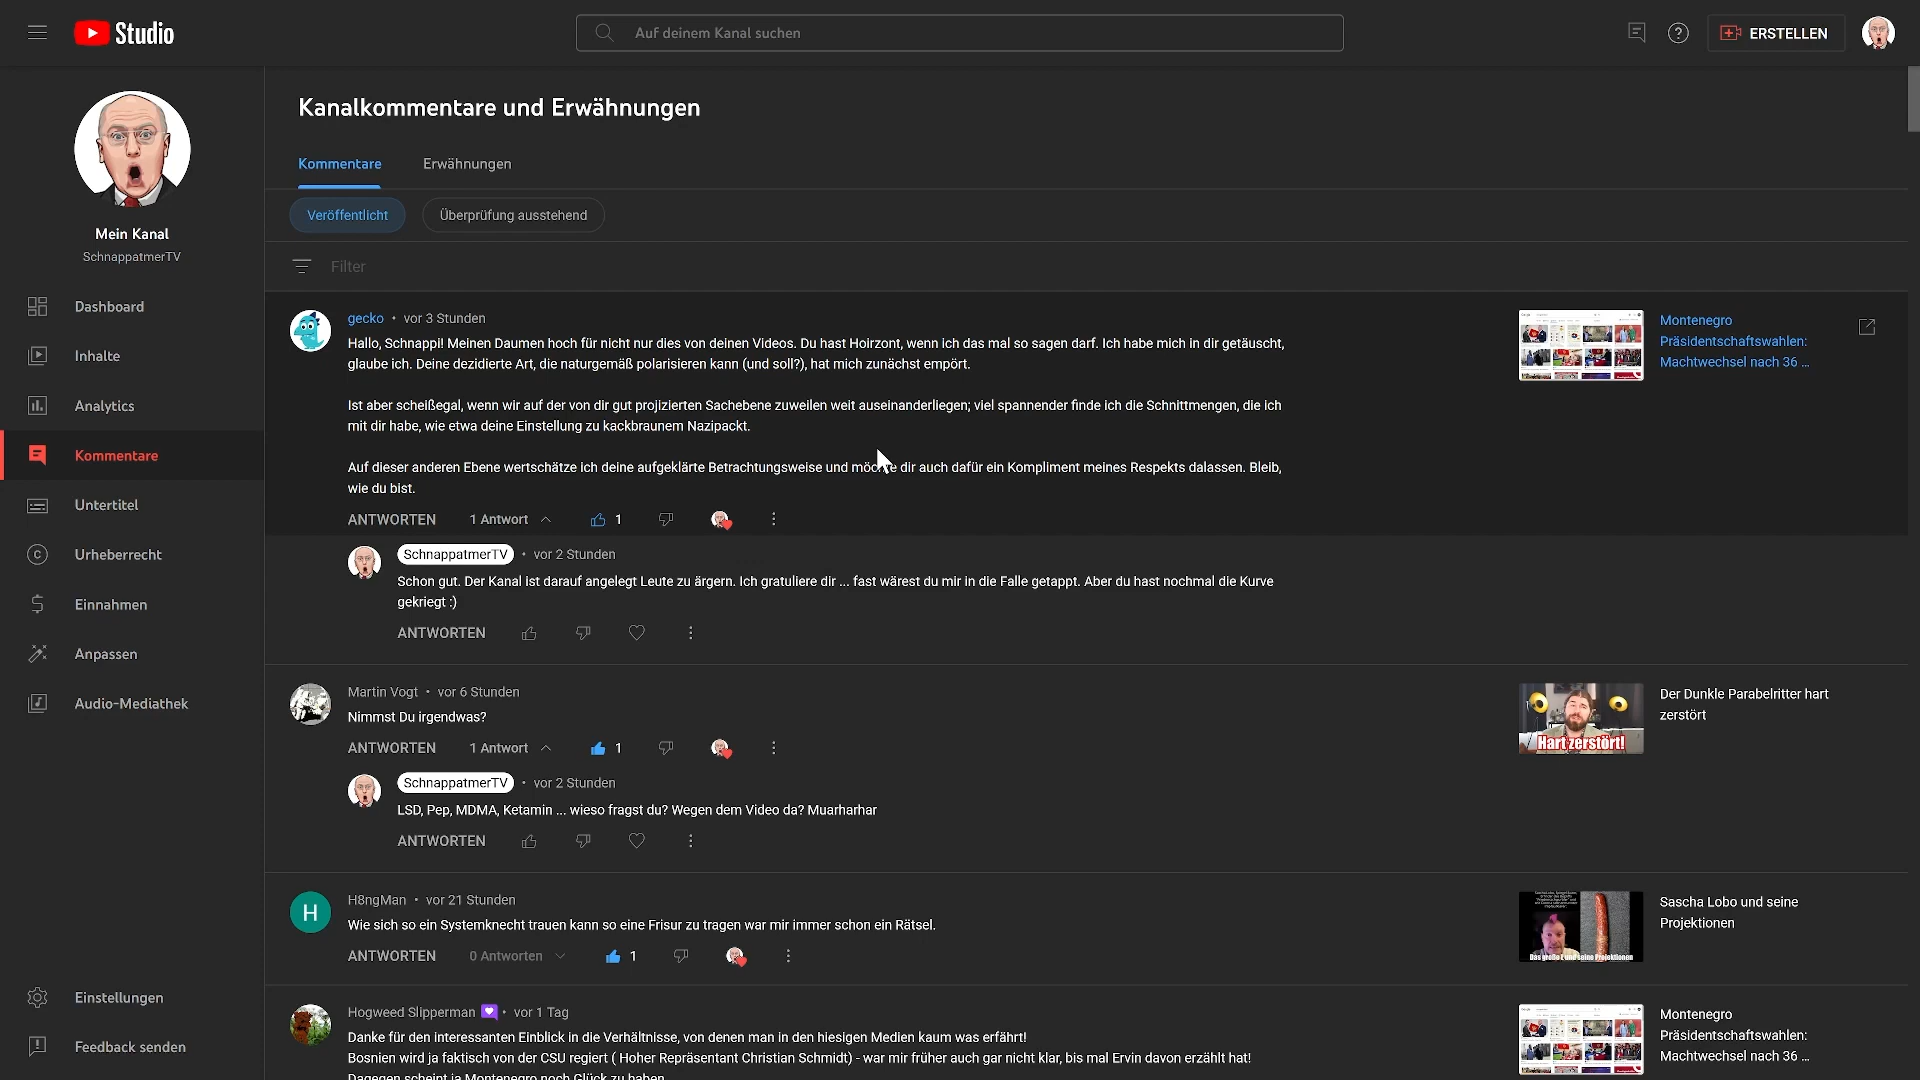 Studio
Auf deinem Kanal suchen
ERSTELLEN
Mein Kanal
SchnappatmerTV
Dashboard
Inhalte
Analytics
Kommentare
Untertitel
Urheberrecht
Einnahmen
Anpassen
Audio-Mediathek
Einstellungen
Feedback senden
Kanalkommentare und Erwähnungen
Kommentare
Erwähnungen
Veröffentlicht
Überprüfung ausstehend
Filter
gecko • vor 3 Stunden
Hallo, Schnappi! Meinen Daumen hoch für nicht nur dies von deinen Videos. Du hast Hoirzont, wenn ich das mal so sagen darf. Ich habe mich in dir getäuscht,
glaube ich. Deine dezidierte Art, die naturgemäß polarisieren kann (und soll?), hat mich zunächst empört.
Ist aber scheißegal, wenn wir auf der von dir gut projizierten Sachebene zuweilen weit auseinanderliegen; viel spannender finde ich die Schnittmengen, die ich
mit dir habe, wie etwa deine Einstellung zu kackbraunem Nazipackt.
Auf dieser anderen Ebene wertschätze ich deine aufgeklärte Betrachtungsweise und möchte dir auch dafür ein Kompliment meines Respekts dalassen. Bleib,
wie du bist.
ANTWORTEN 1 Antwort 1
Montenegro
Präsidentschaftswahlen:
Machtwechsel nach 36 ...
SchnappatmerTV • vor 2 Stunden
Schon gut. Der Kanal ist darauf angelegt Leute zu ärgern. Ich gratuliere dir ... fast wärest du mir in die Falle getappt. Aber du hast nochmal die Kurve
gekriegt :)
ANTWORTEN
Martin Vogt • vor 6 Stunden
Nimmst Du irgendwas?
ANTWORTEN 1 Antwort 1
Hart zerstört!
Der Dunkle Parabelritter hart
zerstört
SchnappatmerTV • vor 2 Stunden
LSD, Pep, MDMA, Ketamin ... wieso fragst du? Wegen dem Video da? Muarharhar
ANTWORTEN
H
H8ngMan • vor 21 Stunden
Wie sich so ein Systemknecht trauen kann so eine Frisur zu tragen war mir immer schon ein Rätsel.
ANTWORTEN 0 Antworten 1
Das große L und seine Projektionen
Sascha Lobo und seine
Projektionen
Hogweed Slipperman • vor 1 Tag
Danke für den interessanten Einblick in die Verhältnisse, von denen man in den hiesigen Medien kaum was erfährt!
Bosnien wird ja faktisch von der CSU regiert ( Hoher Repräsentant Christian Schmidt) - war mir früher auch gar nicht klar, bis mal Ervin davon erzählt hat!
Dagegen scheint ja Montenegro noch Glück zu haben
Montenegro
Präsidentschaftswahlen:
Machtwechsel nach 36 ...